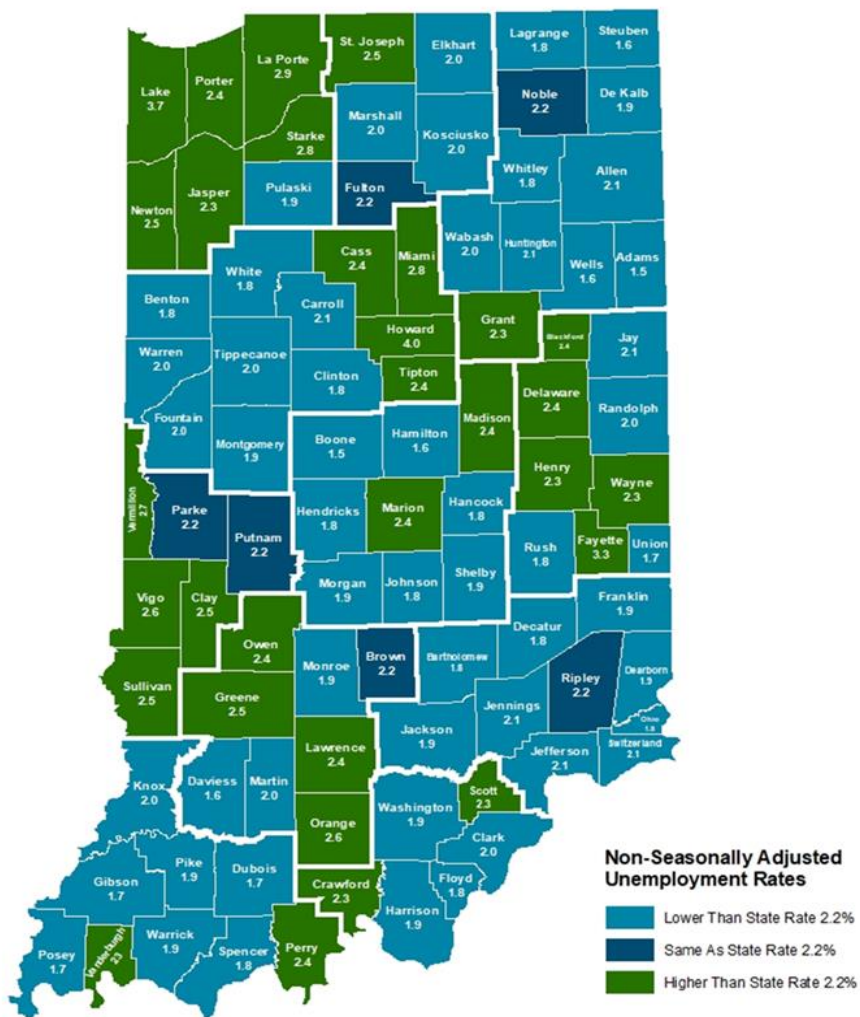 Lake
3.7
Porter
2.4
La Porte
2.9
St. Joseph
2.5
Elkhart
2.0
Lagrange
1.8
Steuben
1.6
Noble
2.2
De Kalb
1.9
Marshall
2.0
Kosciusko
2.0
Starke
2.8
Newton
2.5
Jasper
2.3
Pulaski
1.9
Fulton
2.2
Whitley
1.8
Allen
2.1
Wabash
2.0
Huntington
2.1
Wells
1.6
Adams
1.5
White
1.8
Cass
2.4
Miami
2.8
Benton
1.8
Carroll
2.1
Howard
4.0
Grant
2.3
Blackford
2.4
Jay
2.1
Warren
2.0
Tippecanoe
2.0
Clinton
1.8
Tipton
2.4
Madison
2.4
Delaware
2.4
Randolph
2.0
Fountain
2.0
Montgomery
1.9
Boone
1.5
Hamilton
1.6
Henry
2.3
Wayne
2.3
Vermillion
2.7
Parke
2.2
Putnam
2.2
Hendricks
1.8
Marion
2.4
Hancock
1.8
Rush
1.8
Fayette
3.3
Union
1.7
Vigo
2.6
Clay
2.5
Morgan
1.9
Johnson
1.8
Shelby
1.9
Franklin
1.9
Decatur
1.8
Owen
2.4
Monroe
1.9
Brown
2.2
Bartholomew
1.8
Ripley
2.2
Dearborn
1.9
Ohio
1.8
Sullivan
2.5
Greene
2.5
Jennings
2.1
Jackson
1.9
Jefferson
2.1
Switzerland
2.1
Lawrence
2.4
Knox
2.0
Daviess
1.6
Martin
2.0
Orange
2.6
Washington
1.9
Scott
2.3
Clark
2.0
Floyd
1.8
Harrison
1.9
Crawford
2.3
Gibson
1.7
Pike
1.9
Dubois
1.7
Posey
1.7
Vanderburgh
23
Warrick
1.9
Spencer
1.8
Perry
2.4
Non-Seasonally Adjusted
Unemployment Rates
Lower Than State Rate 2.2%
Same As State Rate 2.2%
Higher Than State Rate 2.2%